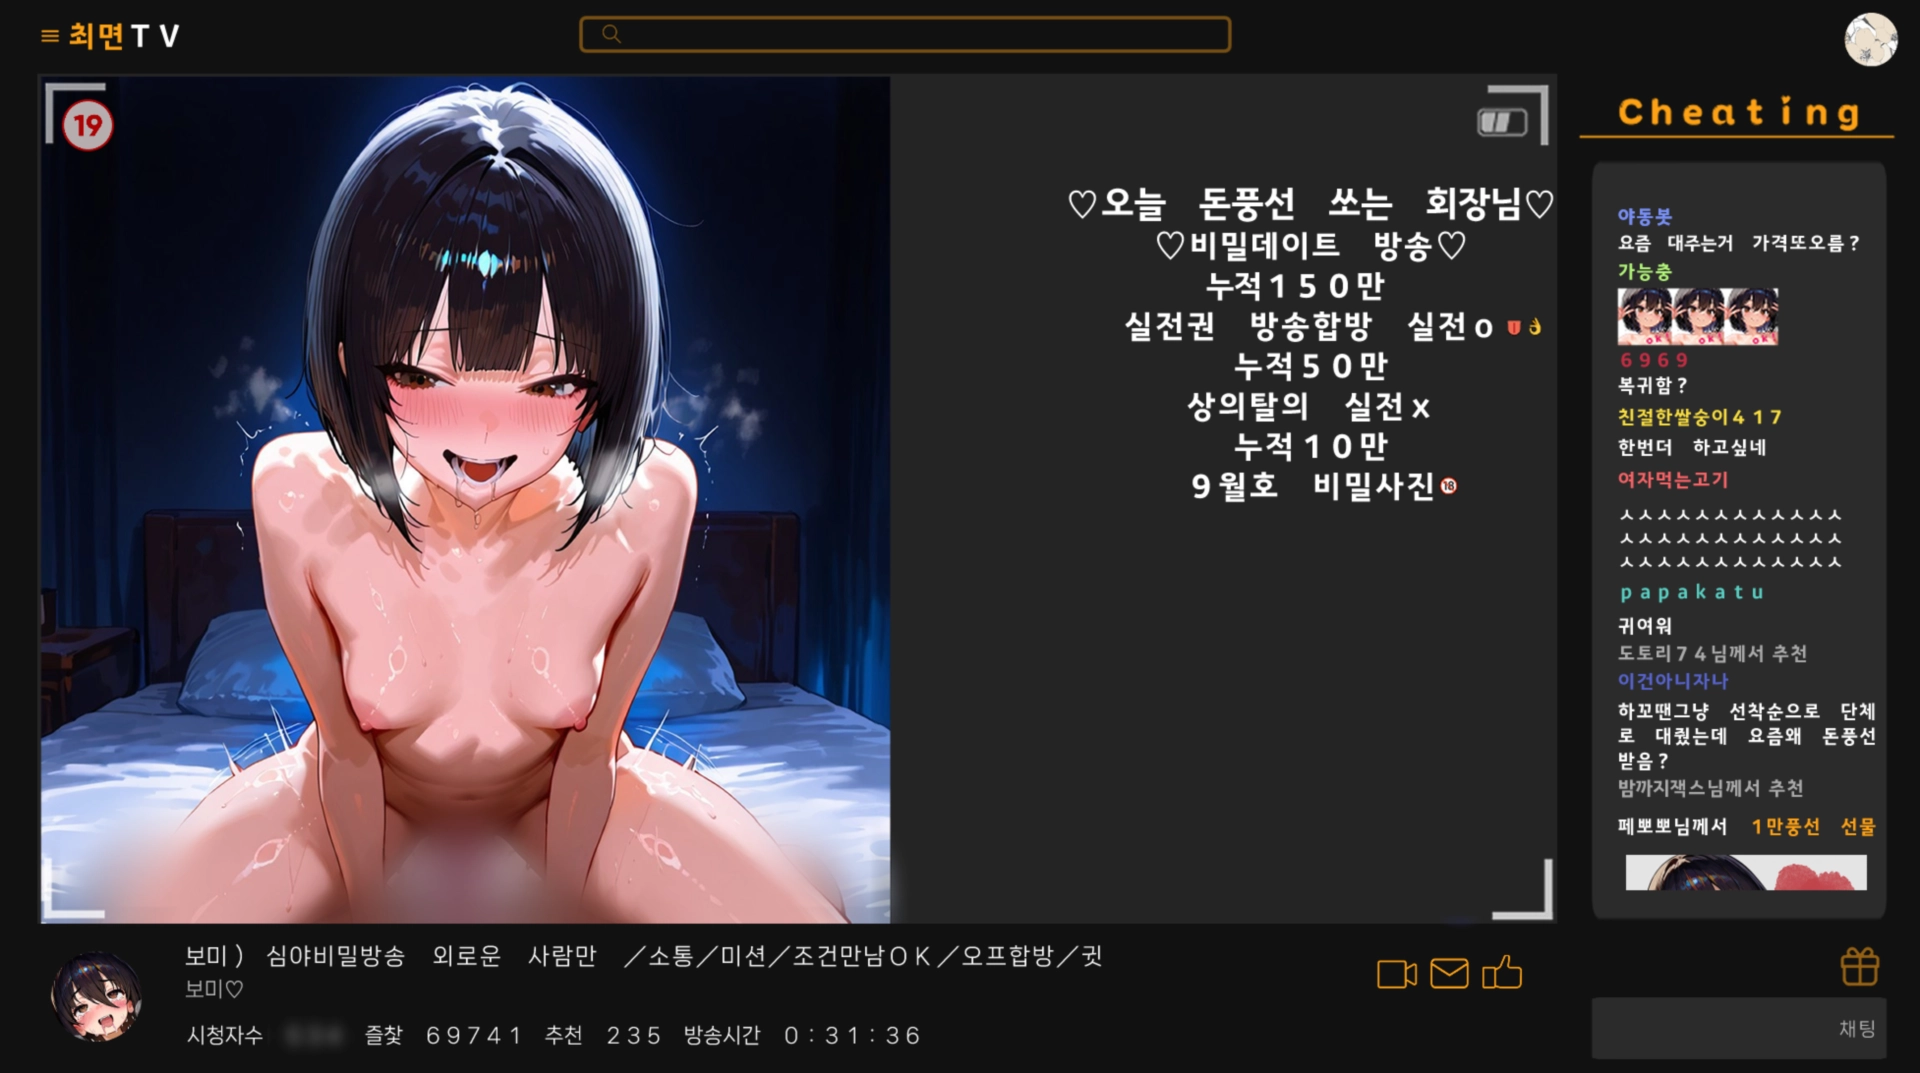 최면TV
19
Cheating
♡오늘 돈풍선 쏘는 회장님♡
♡비밀데이트 방송♡
누적150만
실전권 방송합방 실전o
누적50만
상의탈의 실전x
누적10만
9월호 비밀사진🔞
야동봇
요즘 대주는거 가격또오름?
가능충
6969
복귀함?
친절한쌀숭이417
한번더 하고싶네
여자먹는고기
ㅅㅅㅅㅅㅅㅅㅅㅅㅅㅅㅅㅅ
ㅅㅅㅅㅅㅅㅅㅅㅅㅅㅅㅅㅅ
ㅅㅅㅅㅅㅅㅅㅅㅅㅅㅅㅅㅅ
papakatu
귀여워
도토리74님께서 추천
이건아니자나
하꼬땐그냥 선착순으로 단체
로 대줬는데 요즘왜 돈풍선
받음?
밤까지잭스님께서 추천
페뽀뽀님께서 1만풍선 선물
보미) 심야비밀방송 외로운 사람만 /소통/미션/조건만남OK/오프합방/귓
보미♡
시청자수 즐찾 69741 추천 235 방송시간 0:31:36
채팅